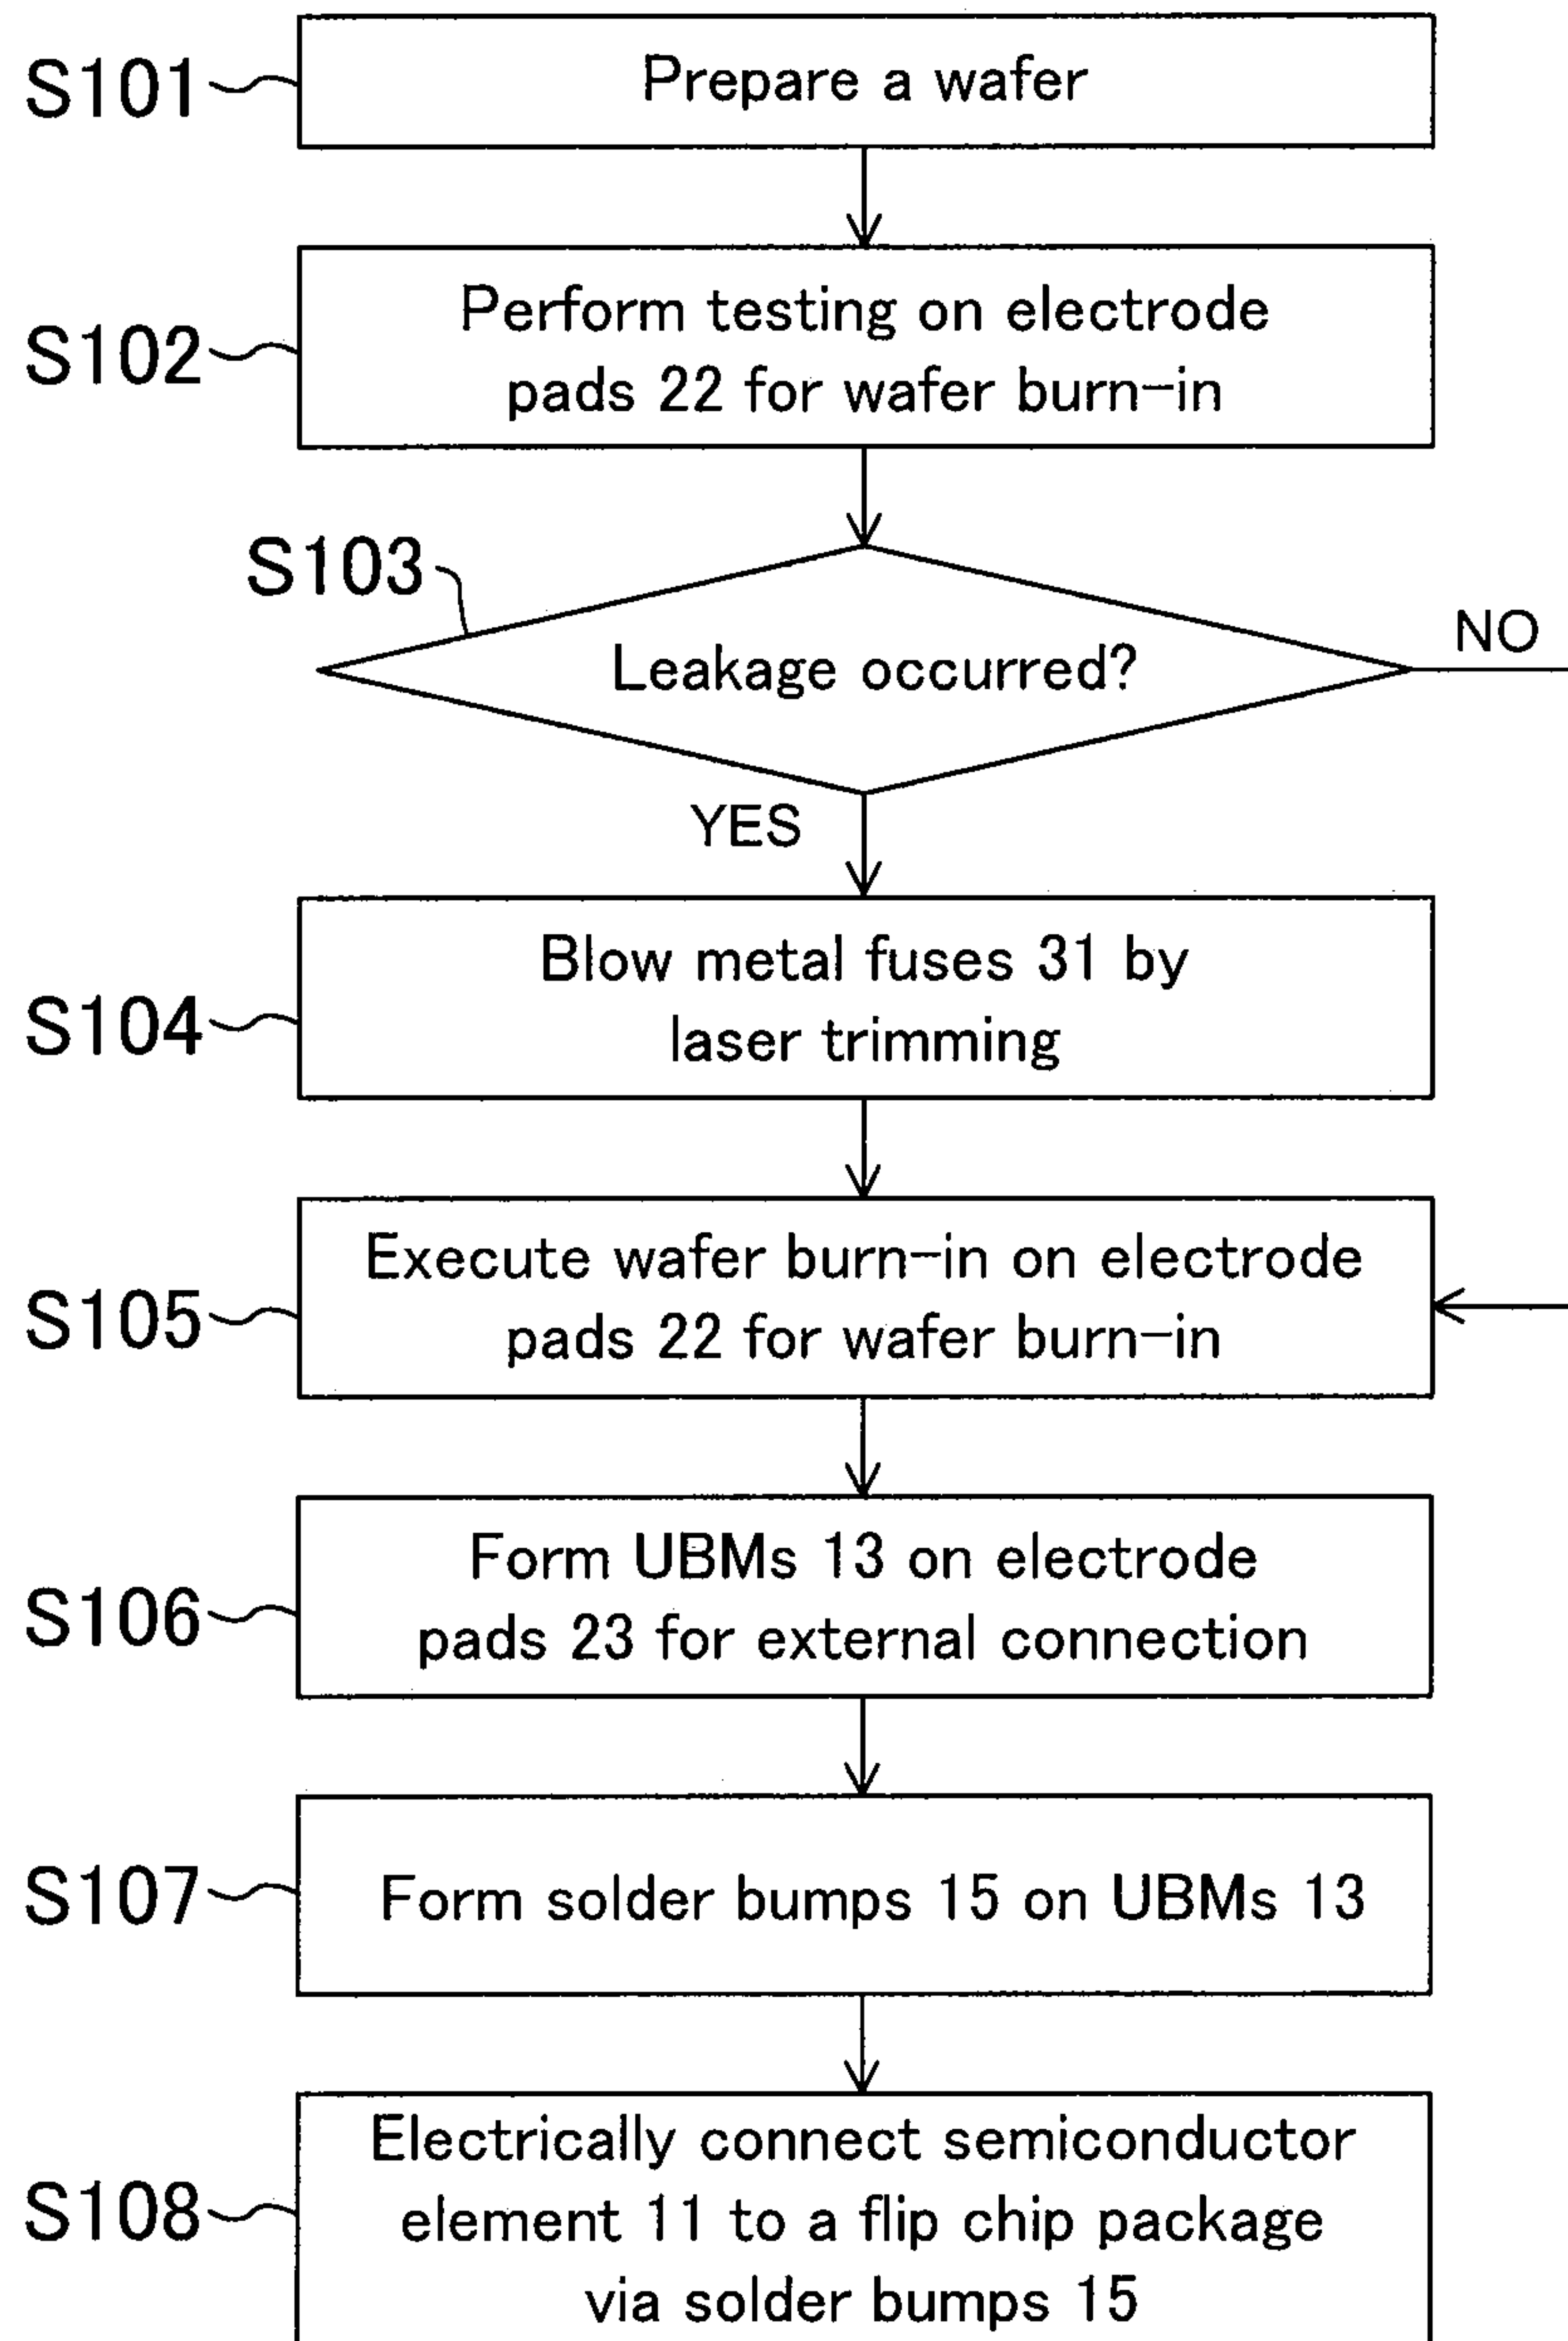 S101
Prepare a wafer
S102
Perform testing on electrode
pads 22 for wafer burn-in
S103
Leakage occurred?
NO
YES
S104
Blow metal fuses 31 by
laser trimming
S105
Execute wafer burn-in on electrode
pads 22 for wafer burn-in
S106
Form UBMs 13 on electrode
pads 23 for external connection
S107
Form solder bumps 15 on UBMs 13
S108
Electrically connect semiconductor
element 11 to a flip chip package
via solder bumps 15